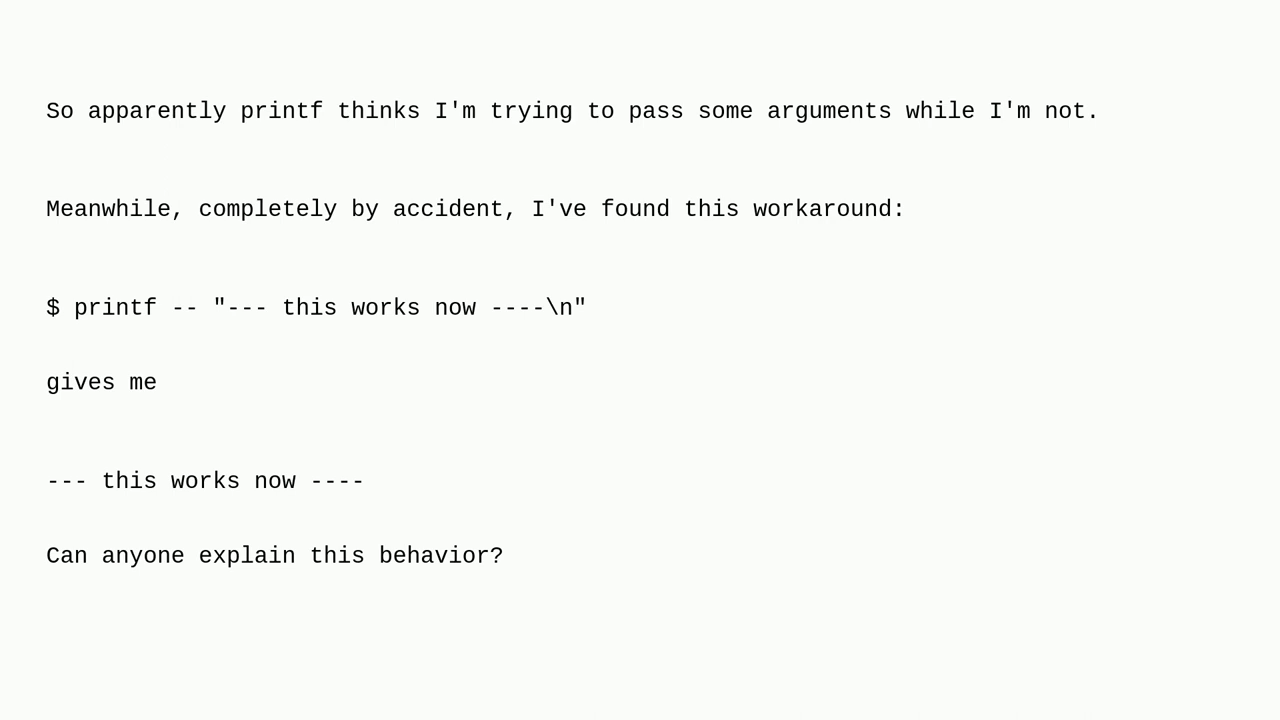 So apparently printf thinks I'm trying to pass some arguments while I'm not.
Meanwhile, completely by accident, I've found this workaround:
$ printf -- "--- this works now ----\n"
gives me
--- this works now ----
Can anyone explain this behavior?